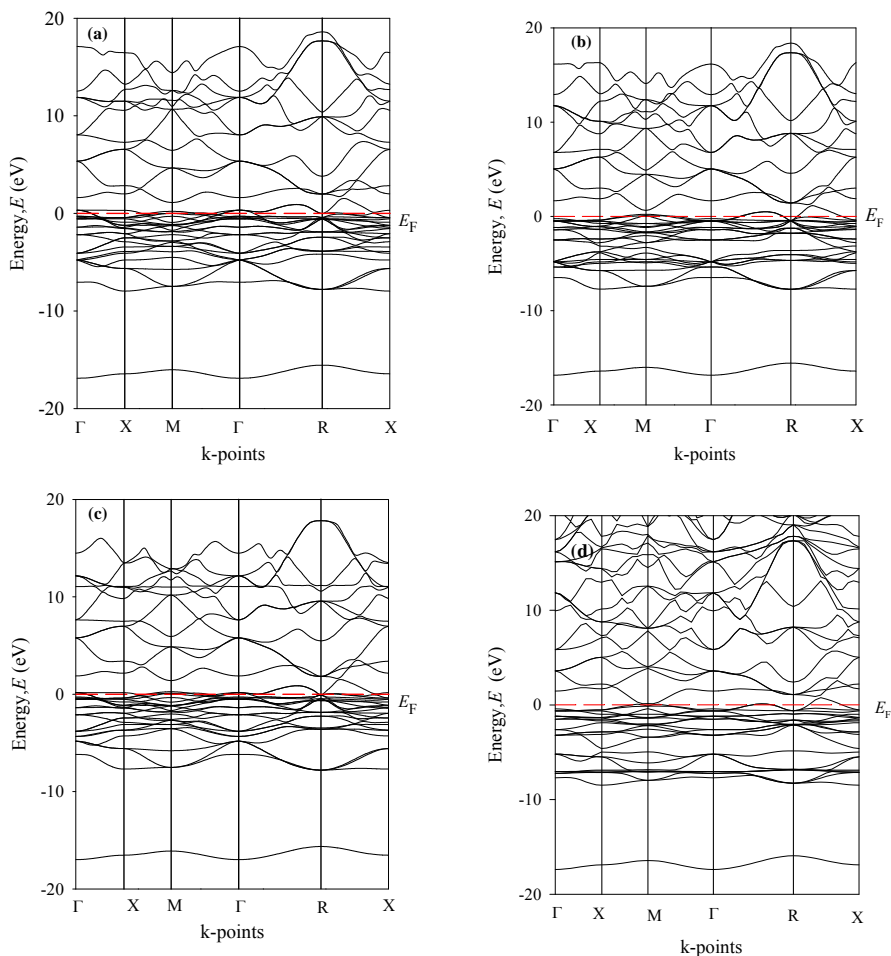 (a)
20
10
0
-10
-20
Energy,E (eV)
E_F
Γ X M Γ R X
k-points
(b)
20
10
0
-10
-20
Energy, E (eV)
E_F
Γ X M Γ R X
k-points
(c)
20
10
0
-10
-20
Energy,E (eV)
E_F
Γ X M Γ R X
k-points
(d)
20
10
0
-10
-20
Energy,E (eV)
E_F
Γ X M Γ R X
k-points